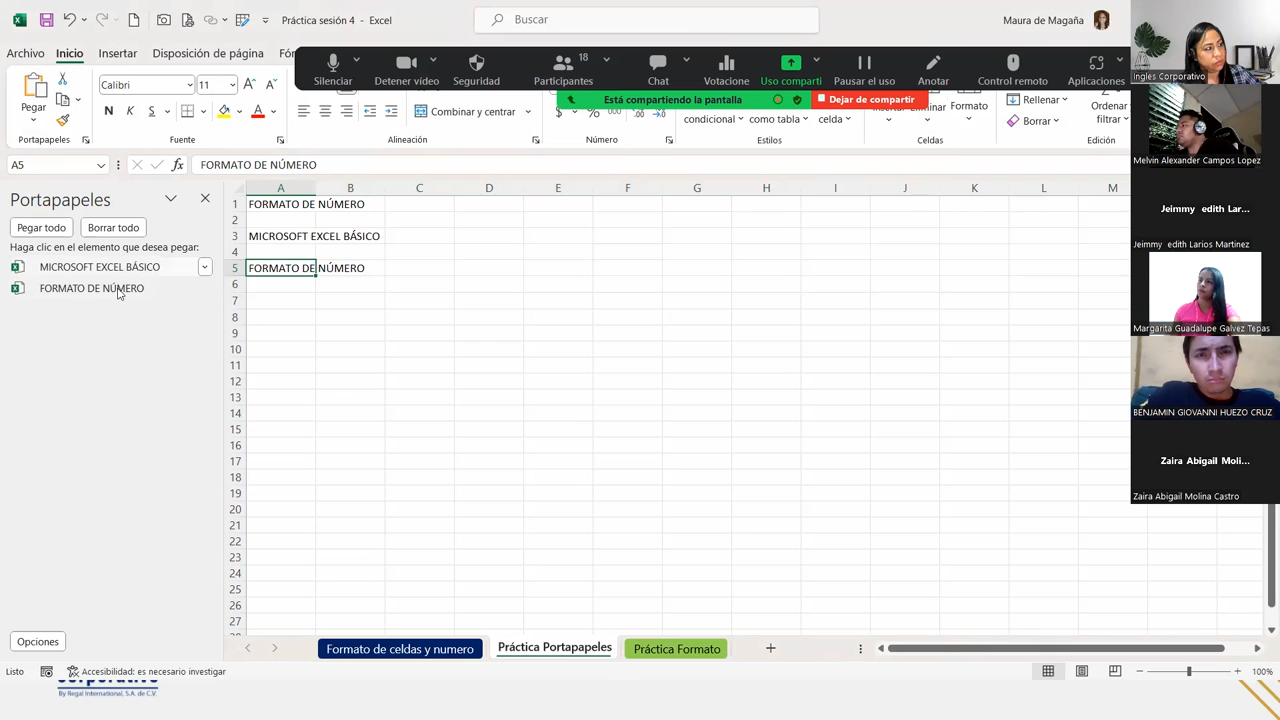 Práctica sesión 4 - Excel
Buscar
Maura de Magaña
Archivo Inicio Insertar Disposición de página
Silenciar Detener vídeo Seguridad Participantes 18 Chat Votacione Uso comparti Pausar el uso Anotar Control remoto Aplicaciones
Está compartiendo la pantalla Dejar de compartir
Pegar
Calibri 11
N K S
Combinar y centrar
$ % 000
condicional como tabla celda
Formato
Rellenar
Borrar
Ordenar
filtrar
Portapapeles Fuente Alineación Número Estilos Celdas Edición
A5 fx FORMATO DE NÚMERO
Portapapeles
Pegar todo Borrar todo
Haga clic en el elemento que desea pegar:
MICROSOFT EXCEL BÁSICO
FORMATO DE NÚMERO
Opciones
A B C D E F G H I J K L M
1 FORMATO DE NÚMERO
2
3 MICROSOFT EXCEL BÁSICO
4
5 FORMATO DE NÚMERO
6
7
8
9
10
11
12
13
14
15
16
17
18
19
20
21
22
23
24
25
26
27
Formato de celdas y numero Práctica Portapapeles Práctica Formato
Listo Accesibilidad: es necesario investigar 100%
By Regal International, S.A. de C.V.
Ingles Corporativo
Melvin Alexander Campos Lopez
Jeimmy edith Lar...
Jeimmy edith Larios Martinez
Margarita Guadalupe Galvez Tepas
BENJAMIN GIOVANNI HUEZO CRUZ
Zaira Abigail Moli...
Zaira Abigail Molina Castro